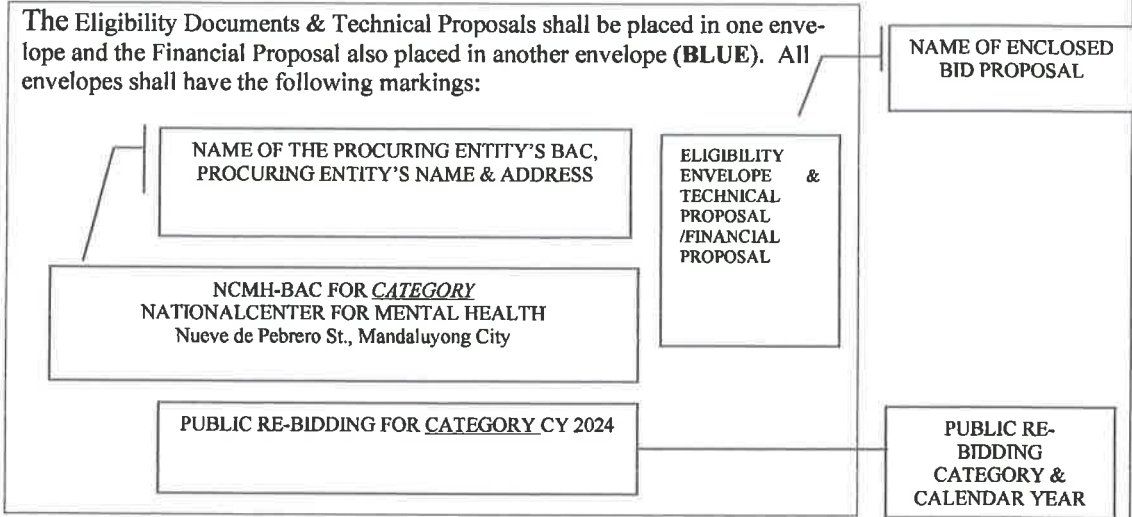 The Eligibility Documents & Technical Proposals shall be placed in one enve-
lope and the Financial Proposal also placed in another envelope (BLUE). All
envelopes shall have the following markings:
NAME OF ENCLOSED
BID PROPOSAL
NAME OF THE PROCURING ENTITY'S BAC,
PROCURING ENTITY'S NAME & ADDRESS
ELIGIBILITY
ENVELOPE &
TECHNICAL
PROPOSAL
/FINANCIAL
PROPOSAL
NCMH-BAC FOR CATEGORY
NATIONALCENTER FOR MENTAL HEALTH
Nueve de Pebrero St., Mandaluyong City
PUBLIC RE-BIDDING FOR CATEGORY CY 2024
PUBLIC RE-
BIDDING
CATEGORY &
CALENDAR YEAR